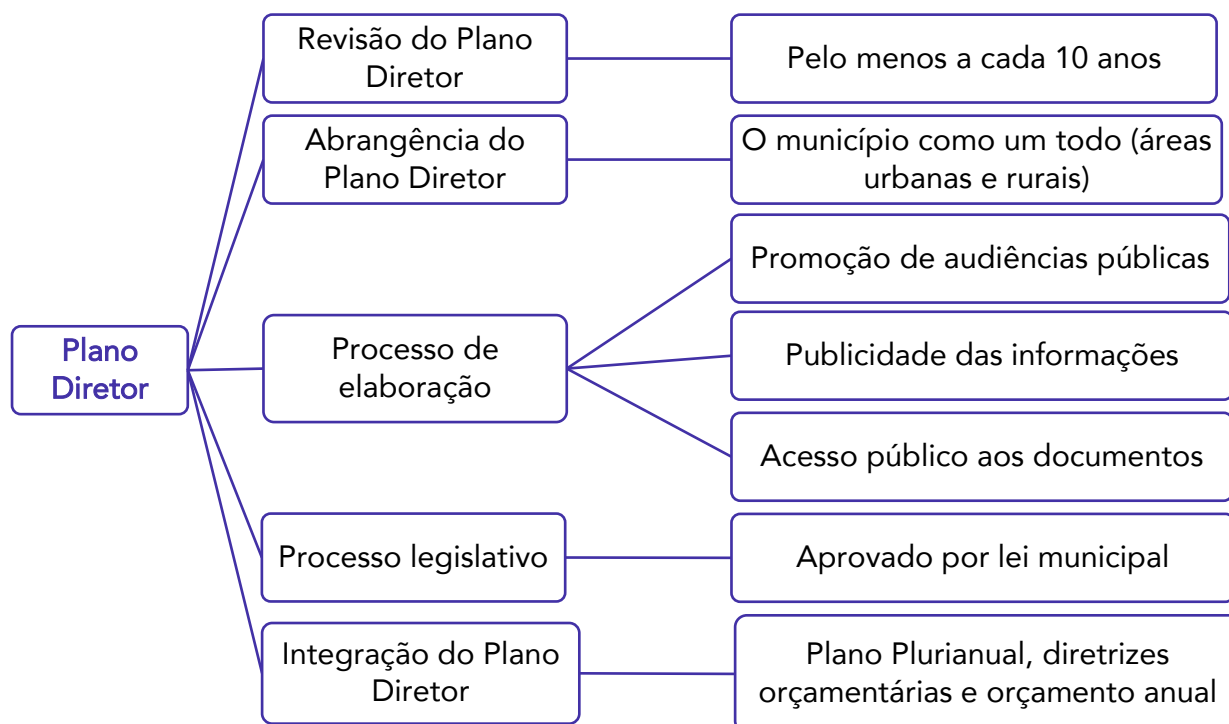 Revisão do Plano
Diretor
Pelo menos a cada 10 anos
Abrangência do
Plano Diretor
O município como um todo (áreas
urbanas e rurais)
Promoção de audiências públicas
Plano
Diretor
Processo de
elaboração
Publicidade das informações
Acesso público aos documentos
Processo legislativo
Aprovado por lei municipal
Integração do Plano
Diretor
Plano Plurianual, diretrizes
orçamentárias e orçamento anual